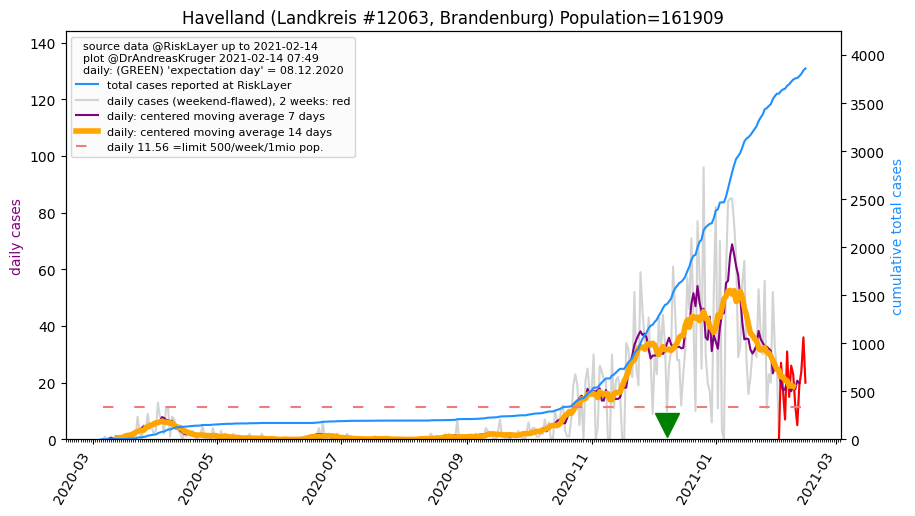 Havelland (Landkreis #12063, Brandenburg) Population=161909
source data @RiskLayer up to 2021-02-14
plot @DrAndreasKruger 2021-02-14 07:49
daily: (GREEN) 'expectation day' = 08.12.2020
total cases reported at RiskLayer
daily cases (weekend-flawed), 2 weeks: red
daily: centered moving average 7 days
daily: centered moving average 14 days
daily 11.56 =limit 500/week/1mio pop.
daily cases
140
120
100
80
60
40
20
0
cumulative total cases
4000
3500
3000
2500
2000
1500
1000
500
0
2020-03
2020-05
2020-07
2020-09
2020-11
2021-01
2021-03